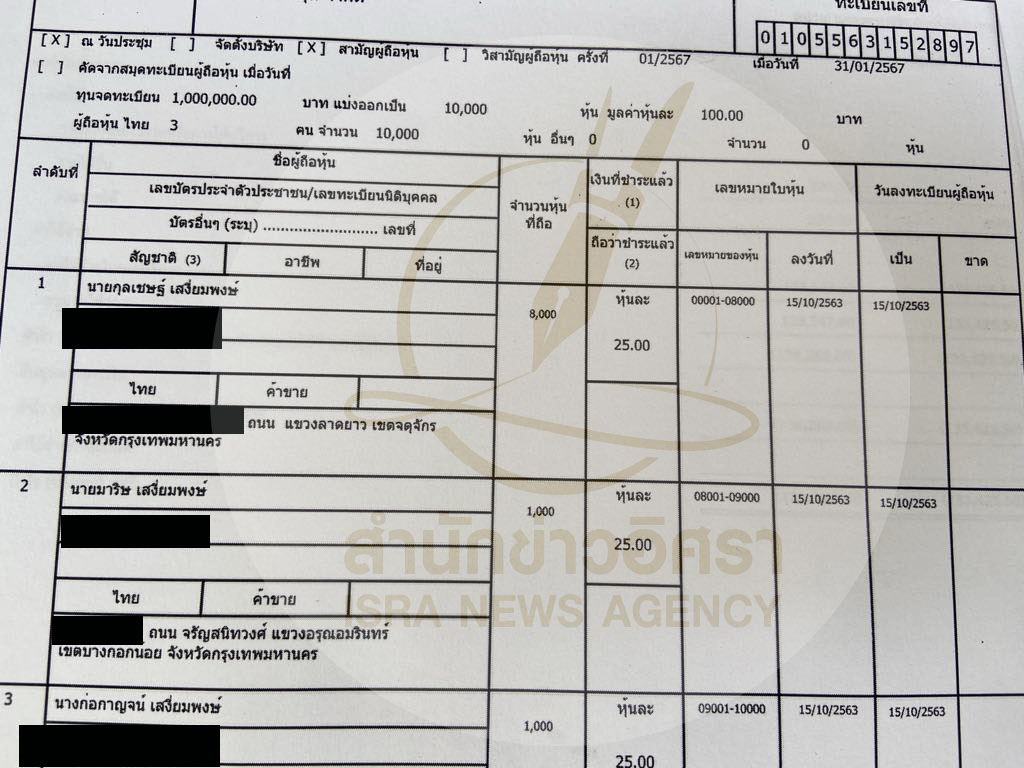 ทะเบียนเลขที่
0105563152897
[ X ] ณ วันประชุม [ ] จัดตั้งบริษัท [ X ] สามัญผู้ถือหุ้น [ ] วิสามัญผู้ถือหุ้น ครั้งที่ 01/2567 เมื่อวันที่ 31/01/2567
[ ] คัดจากสมุดทะเบียนผู้ถือหุ้น เมื่อวันที่
ทุนจดทะเบียน 1,000,000.00 บาท แบ่งออกเป็น 10,000 หุ้น มูลค่าหุ้นละ 100.00 บาท
ผู้ถือหุ้น ไทย 3 คน จำนวน 10,000 หุ้น อื่นๆ 0 จำนวน 0 หุ้น
ลำดับที่ ชื่อผู้ถือหุ้น จำนวนหุ้น ที่ถือ เงินที่ชำระแล้ว (1) เลขหมายใบหุ้น วันลงทะเบียนผู้ถือหุ้น
เลขบัตรประจำตัวประชาชน/เลขทะเบียนนิติบุคคล
บัตรอื่นๆ (ระบุ) .......................... เลขที่
สัญชาติ (3) อาชีพ ที่อยู่ ถือว่าชำระแล้ว (2) เลขหมายของหุ้น ลงวันที่ เป็น ขาด
1 นายกุลเชษฐ์ เสงี่ยมพงษ์ 8,000 หุ้นละ 00001-08000 15/10/2563 15/10/2563
25.00
ไทย ค้าขาย
ถนน แขวงลาดยาว เขตจตุจักร
จังหวัดกรุงเทพมหานคร
2 นายมาริษ เสงี่ยมพงษ์ 1,000 หุ้นละ 08001-09000 15/10/2563 15/10/2563
25.00
สำนักข่าวอิศรา
ISRA NEWS AGENCY
ไทย ค้าขาย
ถนน จรัญสนิทวงศ์ แขวงอรุณอมรินทร์
เขตบางกอกน้อย จังหวัดกรุงเทพมหานคร
3 นางก่อกาญจน์ เสงี่ยมพงษ์ 1,000 หุ้นละ 09001-10000 15/10/2563 15/10/2563
25.00